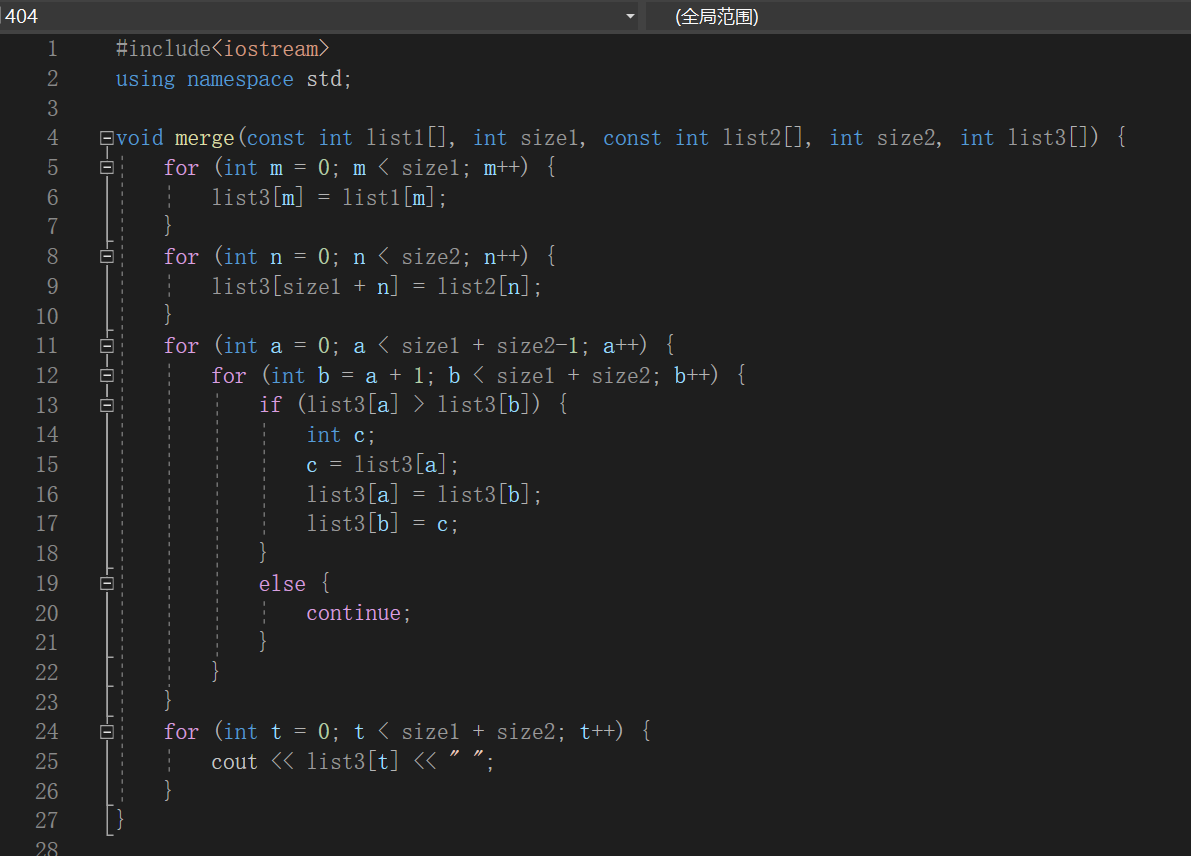 404 (全局范围)
1 #include<iostream>
2 using namespace std;
3
4 void merge(const int list1[], int size1, const int list2[], int size2, int list3[]) {
5 for (int m = 0; m < size1; m++) {
6 list3[m] = list1[m];
7 }
8 for (int n = 0; n < size2; n++) {
9 list3[size1 + n] = list2[n];
10 }
11 for (int a = 0; a < size1 + size2-1; a++) {
12 for (int b = a + 1; b < size1 + size2; b++) {
13 if (list3[a] > list3[b]) {
14 int c;
15 c = list3[a];
16 list3[a] = list3[b];
17 list3[b] = c;
18 }
19 else {
20 continue;
21 }
22 }
23 }
24 for (int t = 0; t < size1 + size2; t++) {
25 cout << list3[t] << " ";
26 }
27 }
28